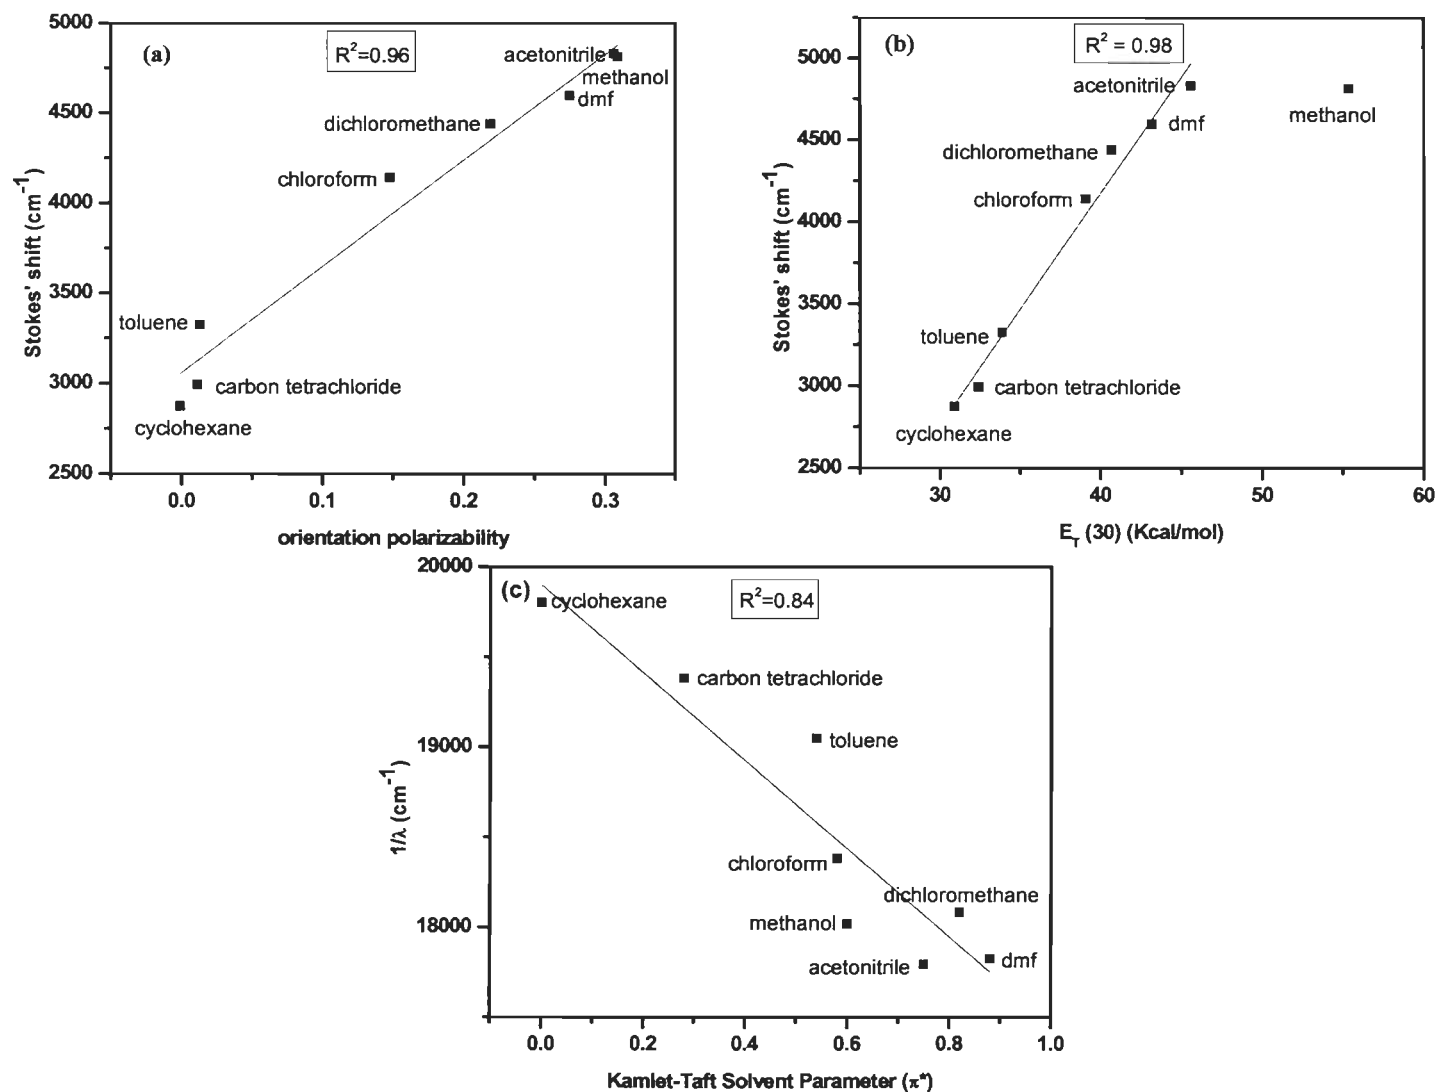 (a)
R²=0.96
5000
4500
4000
3500
3000
2500
Stokes' shift (cm⁻¹)
acetonitrile
methanol
dmf
dichloromethane
chloroform
toluene
carbon tetrachloride
cyclohexane
0.0 0.1 0.2 0.3
orientation polarizability
(b)
R² = 0.98
5000
4500
4000
3500
3000
2500
Stokes' shift (cm⁻¹)
acetonitrile
methanol
dmf
dichloromethane
chloroform
toluene
carbon tetrachloride
cyclohexane
30 40 50 60
E_T (30) (Kcal/mol)
(c)
R²=0.84
20000
19000
18000
1/λ (cm⁻¹)
cyclohexane
carbon tetrachloride
toluene
chloroform
dichloromethane
methanol
acetonitrile
dmf
0.0 0.2 0.4 0.6 0.8 1.0
Kamlet-Taft Solvent Parameter (π*)